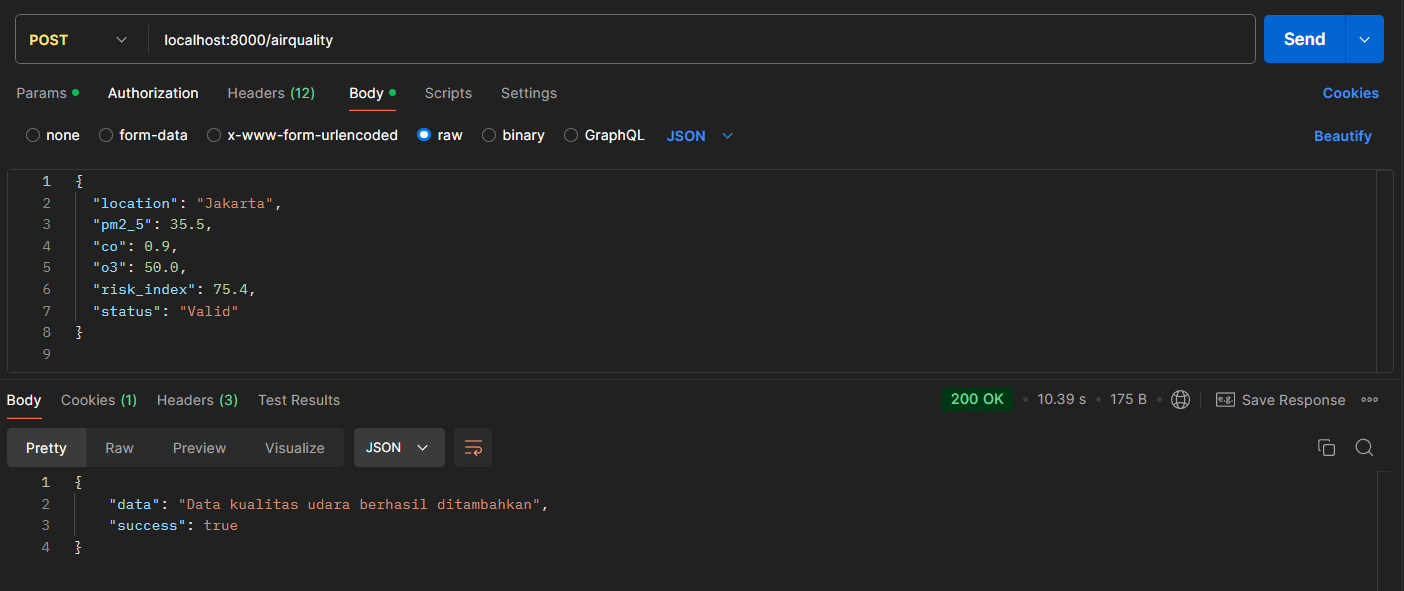 POST localhost:8000/airquality Send
Params Authorization Headers (12) Body Scripts Settings Cookies
none form-data x-www-form-urlencoded raw binary GraphQL JSON Beautify
1 {
2 "location": "Jakarta",
3 "pm2_5": 35.5,
4 "co": 0.9,
5 "o3": 50.0,
6 "risk_index": 75.4,
7 "status": "Valid"
8 }
9
Body Cookies (1) Headers (3) Test Results 200 OK 10.39 s 175 B e.g. Save Response
Pretty Raw Preview Visualize JSON
1 {
2 "data": "Data kualitas udara berhasil ditambahkan",
3 "success": true
4 }